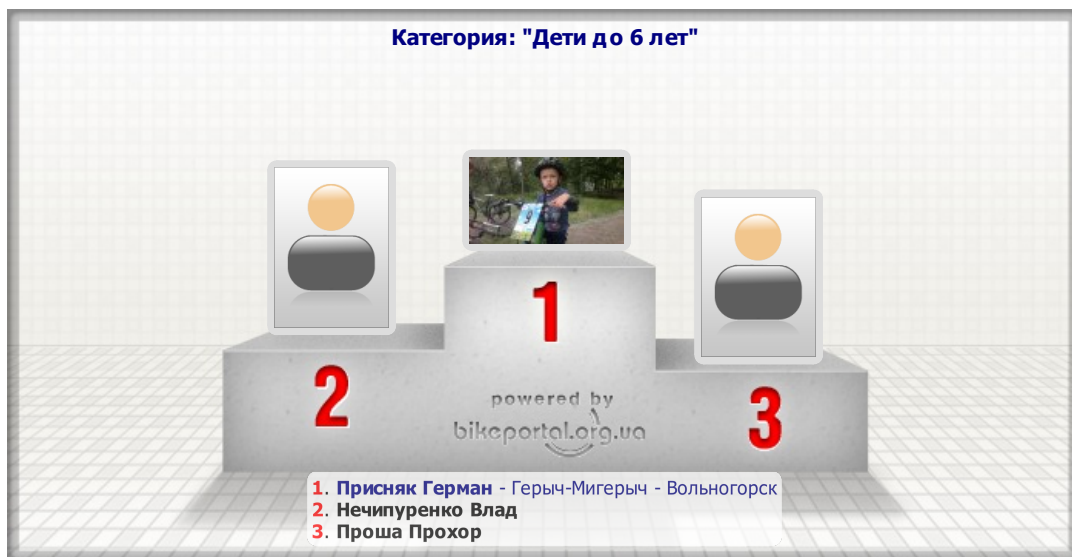 Категория: "Дети до 6 лет"
9
1
2
3
powered by
bikeportal.org.ua
1. Присняк Герман - Герыч-Мигерыч - Вольногорск
2. Нечипуренко Влад
3. Проша Прохор